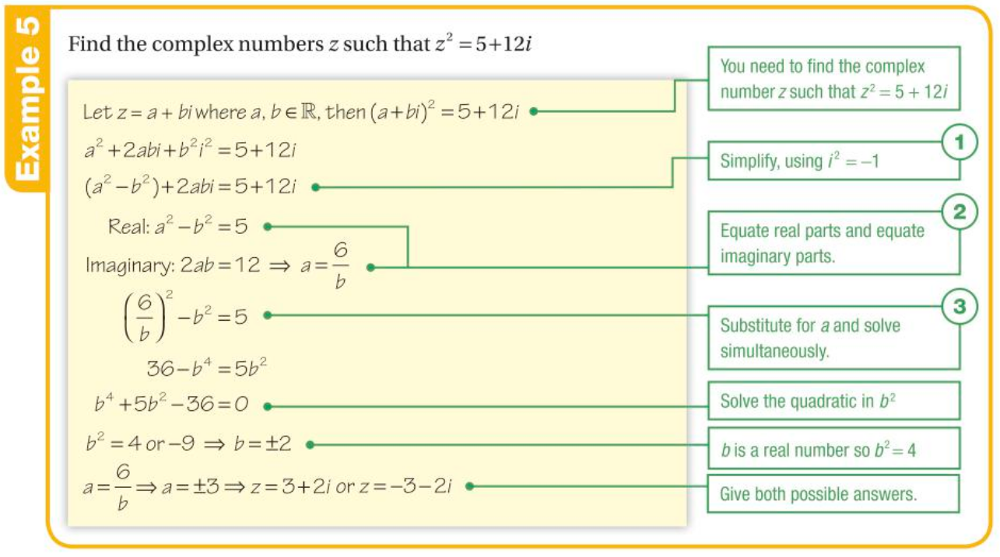 Example 5
Find the complex numbers z such that z² = 5+12i
Let z = a + bi where a, b ∈ ℝ, then (a+bi)² = 5+12i
a² + 2abi + b²i² = 5+12i
(a² − b²) + 2abi = 5+12i
Real: a² − b² = 5
Imaginary: 2ab = 12 ⇒ a = 6/b
(6/b)² − b² = 5
36 − b⁴ = 5b²
b⁴ + 5b² − 36 = 0
b² = 4 or −9 ⇒ b = ±2
a = 6/b ⇒ a = ±3 ⇒ z = 3+2i or z = −3−2i
You need to find the complex
number z such that z² = 5 + 12i
1
Simplify, using i² = −1
2
Equate real parts and equate
imaginary parts.
3
Substitute for a and solve
simultaneously.
Solve the quadratic in b²
b is a real number so b² = 4
Give both possible answers.